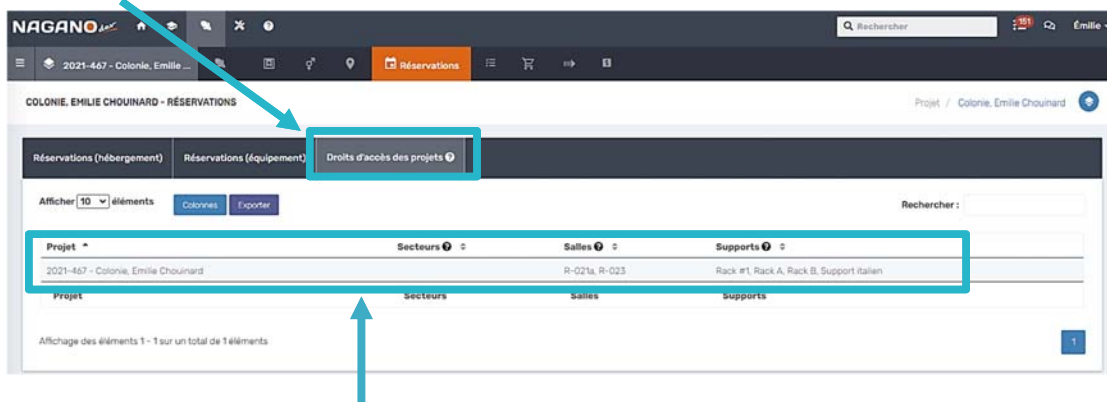 NAGANO
Rechercher
151
Émilie
2021-467 - Colonie, Emilie ...
Réservations
COLONIE, EMILIE CHOUINARD - RÉSERVATIONS
Projet / Colonie, Emilie Chouinard
Réservations (hébergement) Réservations (équipement) Droits d'accès des projets
Afficher 10 éléments Colonnes Exporter Rechercher :
Projet Secteurs Salles Supports
2021-467 - Colonie, Emilie Chouinard R-021a, R-023 Rack #1, Rack A, Rack B, Support italien
Projet Secteurs Salles Supports
Affichage des éléments 1 - 1 sur un total de 1 éléments
1